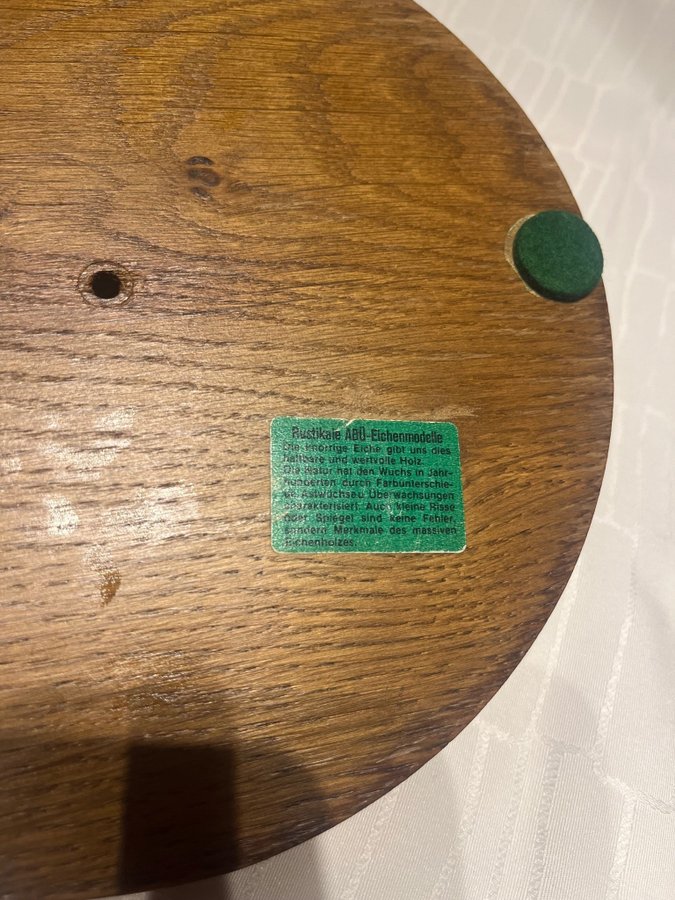 Rustikale ABÜ-Eichenmodelle
Die knorrige Eiche gibt uns dies
haltbare und wertvolle Holz.
Die Natur hat den Wuchs in Jahr-
hunderten durch Farbunterschie-
de Astwüchse u. Überwachsungen
charakterisiert. Auch kleine Risse
oder Spiegel sind keine Fehler,
sondern Merkmale des massiven
Eichenholzes.